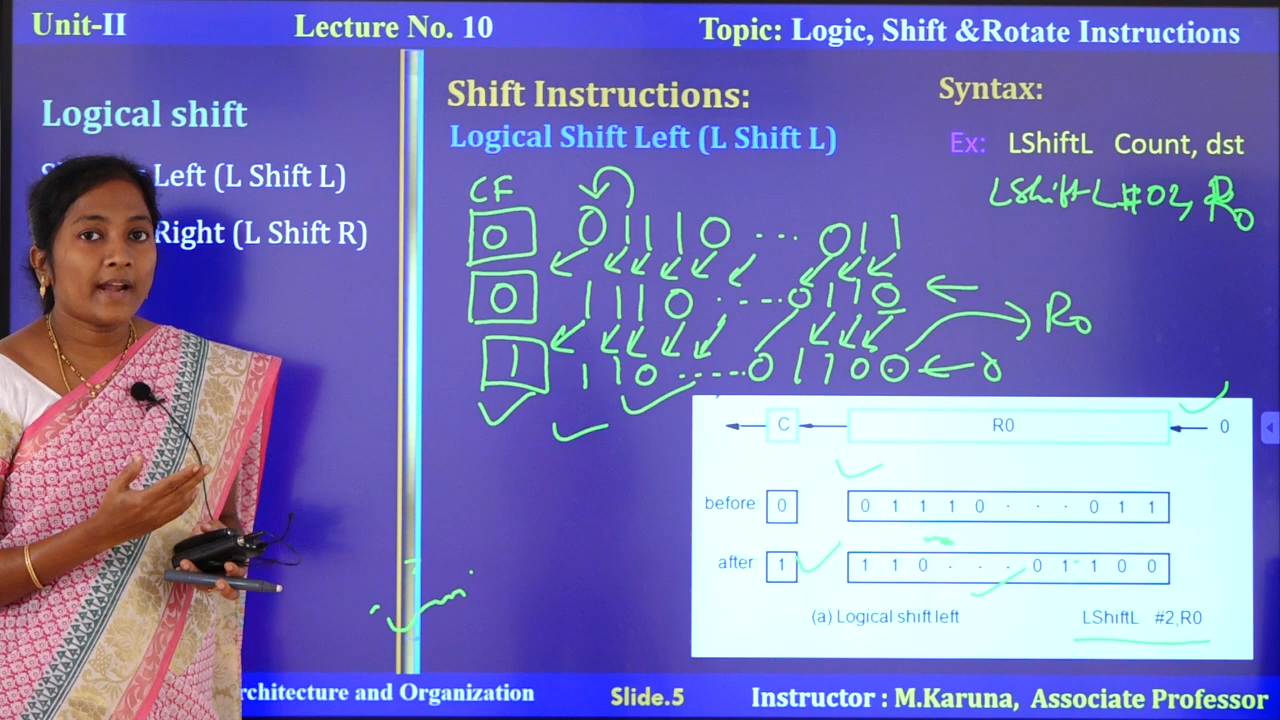 Unit-II Lecture No. 10 Topic: Logic, Shift &Rotate Instructions
Logical shift
Left (L Shift L)
Right (L Shift R)
Shift Instructions:
Logical Shift Left (L Shift L)
Syntax:
Ex: LShiftL Count, dst
LShiftL #02, R0
CF
0 0 1 1 1 0 ... 0 1 1
0 1 1 1 0 ----- 0 1 1 0
R0
1 1 1 0 ------ 0 1 1 0 0 0
C R0 0
before 0 0 1 1 1 0 . . . 0 1 1
after 1 1 1 0 . . . 0 1 1 0 0
(a) Logical shift left LShiftL #2,R0
rchitecture and Organization Slide.5 Instructor : M.Karuna, Associate Professor